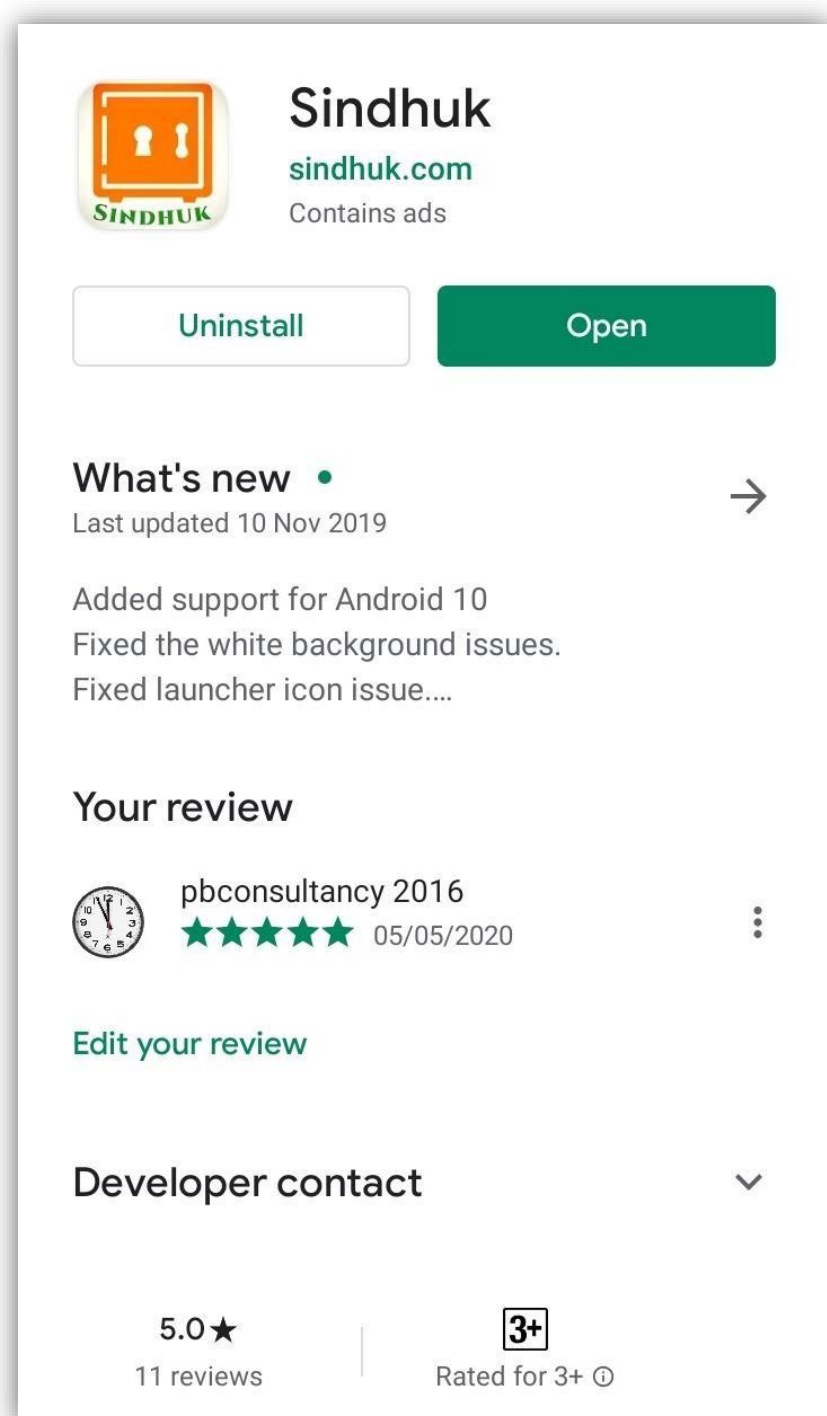 SINDHUK
Sindhuk
sindhuk.com
Contains ads
Uninstall
Open
What's new
Last updated 10 Nov 2019
Added support for Android 10
Fixed the white background issues.
Fixed launcher icon issue....
Your review
pbconsultancy 2016
05/05/2020
Edit your review
Developer contact
5.0★
11 reviews
3+
Rated for 3+